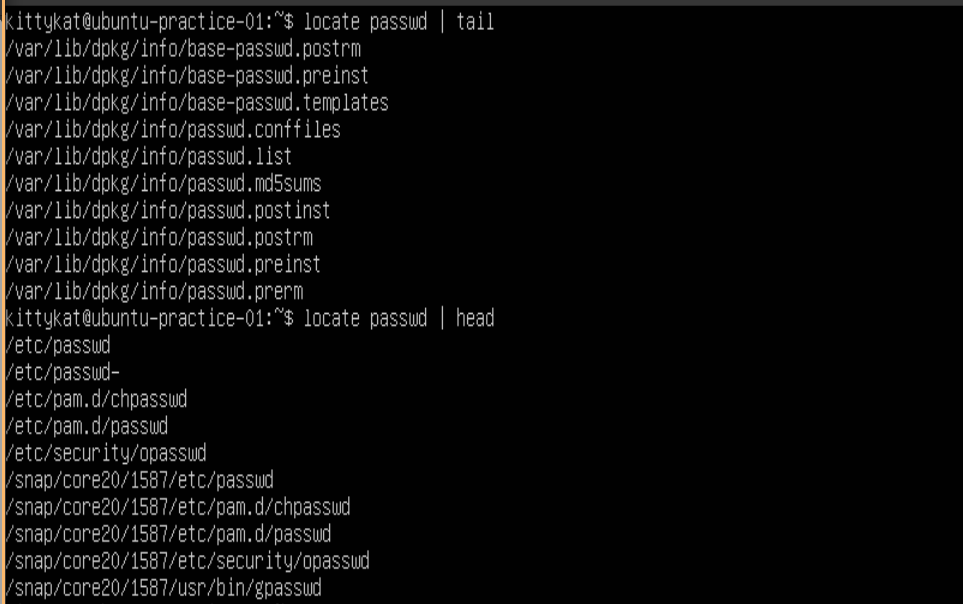 kittykat@ubuntu-practice-01:~$ locate passwd | tail
/var/lib/dpkg/info/base-passwd.postrm
/var/lib/dpkg/info/base-passwd.preinst
/var/lib/dpkg/info/base-passwd.templates
/var/lib/dpkg/info/passwd.conffiles
/var/lib/dpkg/info/passwd.list
/var/lib/dpkg/info/passwd.md5sums
/var/lib/dpkg/info/passwd.postinst
/var/lib/dpkg/info/passwd.postrm
/var/lib/dpkg/info/passwd.preinst
/var/lib/dpkg/info/passwd.prerm
kittykat@ubuntu-practice-01:~$ locate passwd | head
/etc/passwd
/etc/passwd-
/etc/pam.d/chpasswd
/etc/pam.d/passwd
/etc/security/opasswd
/snap/core20/1587/etc/passwd
/snap/core20/1587/etc/pam.d/chpasswd
/snap/core20/1587/etc/pam.d/passwd
/snap/core20/1587/etc/security/opasswd
/snap/core20/1587/usr/bin/gpasswd